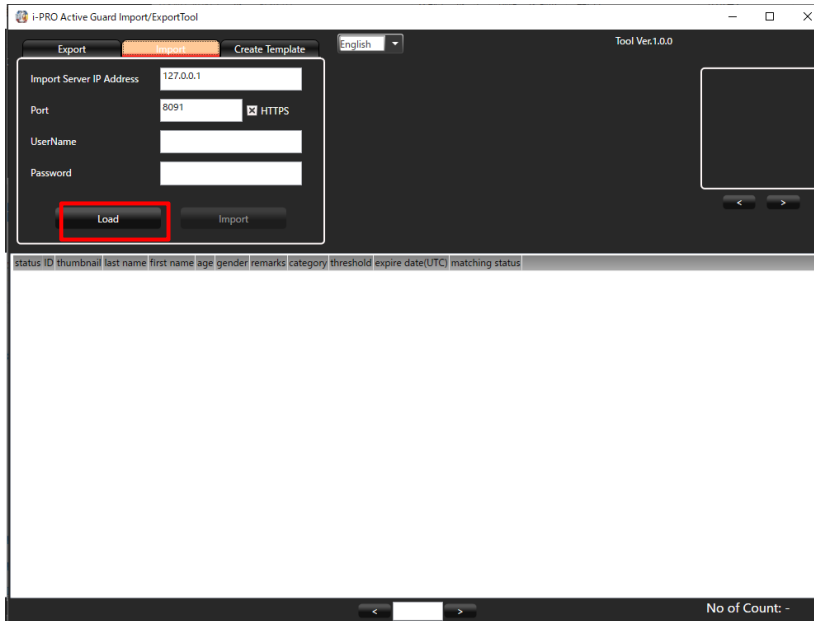 i-PRO Active Guard Import/ExportTool
Export Import Create Template English Tool Ver.1.0.0
Import Server IP Address 127.0.0.1
Port 8091 HTTPS
UserName
Password
Load Import
< >
status ID thumbnail last name first name age gender remarks category threshold expire date(UTC) matching status
< > No of Count: -